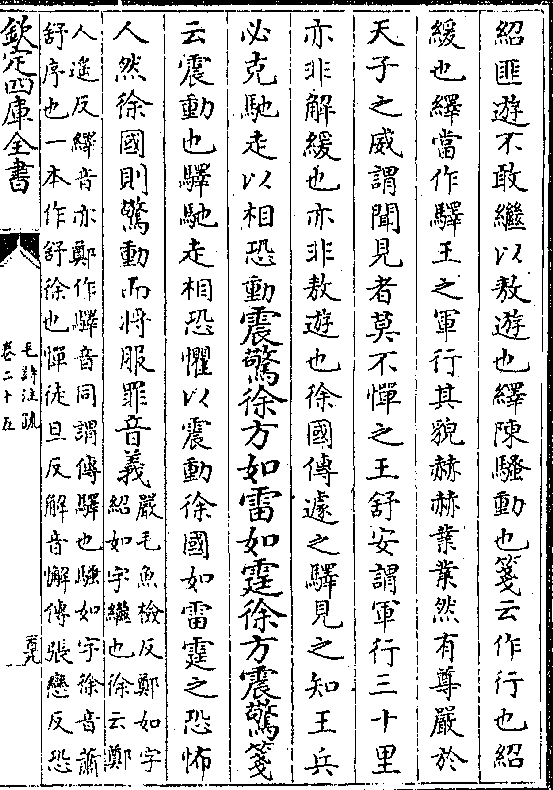 紹匪遊不敢繼以敖遊也繹陳騷動也箋云作行也紹
緩也繹當作驛王之軍行其貌赫赫業業然有尊嚴於
天子之威謂聞見者莫不憚之王舒安謂軍行三十里
亦非解緩也亦非敖遊也徐國傳遽之驛見之知王兵
必克馳走以相恐動震驚徐方如雷如霆徐方震驚箋
云震動也驛馳走相恐懼以震動徐國如雷霆之恐怖
人然徐國則驚動而將服罪音義
嚴毛魚檢反鄭如字
紹如字繼也徐云鄭
人遙反繹音亦鄭作驛音同謂傳驛也騷如字徐音蕭
舒序也一本作舒徐也憚徒旦反解音懈傳張戀反恐
欽定四庫全書
毛詩注疏
卷二十五